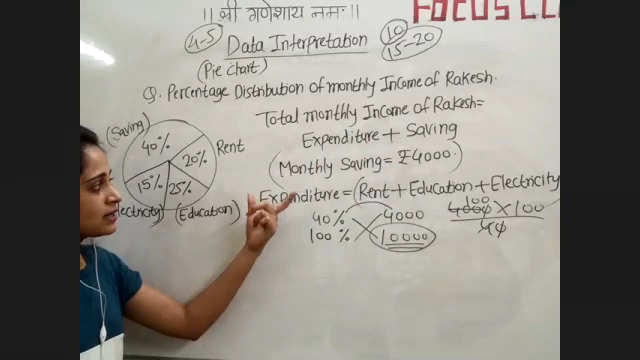 || श्री गणेशाय नमः ||
FOCUS CL
4-5
Data Interpretation
10
15-20
(Pie chart)
Q. Percentage Distribution of monthly Income of Rakesh.
Total monthly Income of Rakesh =
Expenditure + Saving
(Monthly Saving = ₹4000.)
Expenditure = (Rent + Education + Electricity
(Saving)
40%
Rent
20%
15%
25%
lectricity
(Education)
40% 4000
100% 10000
100
4000 × 100
40